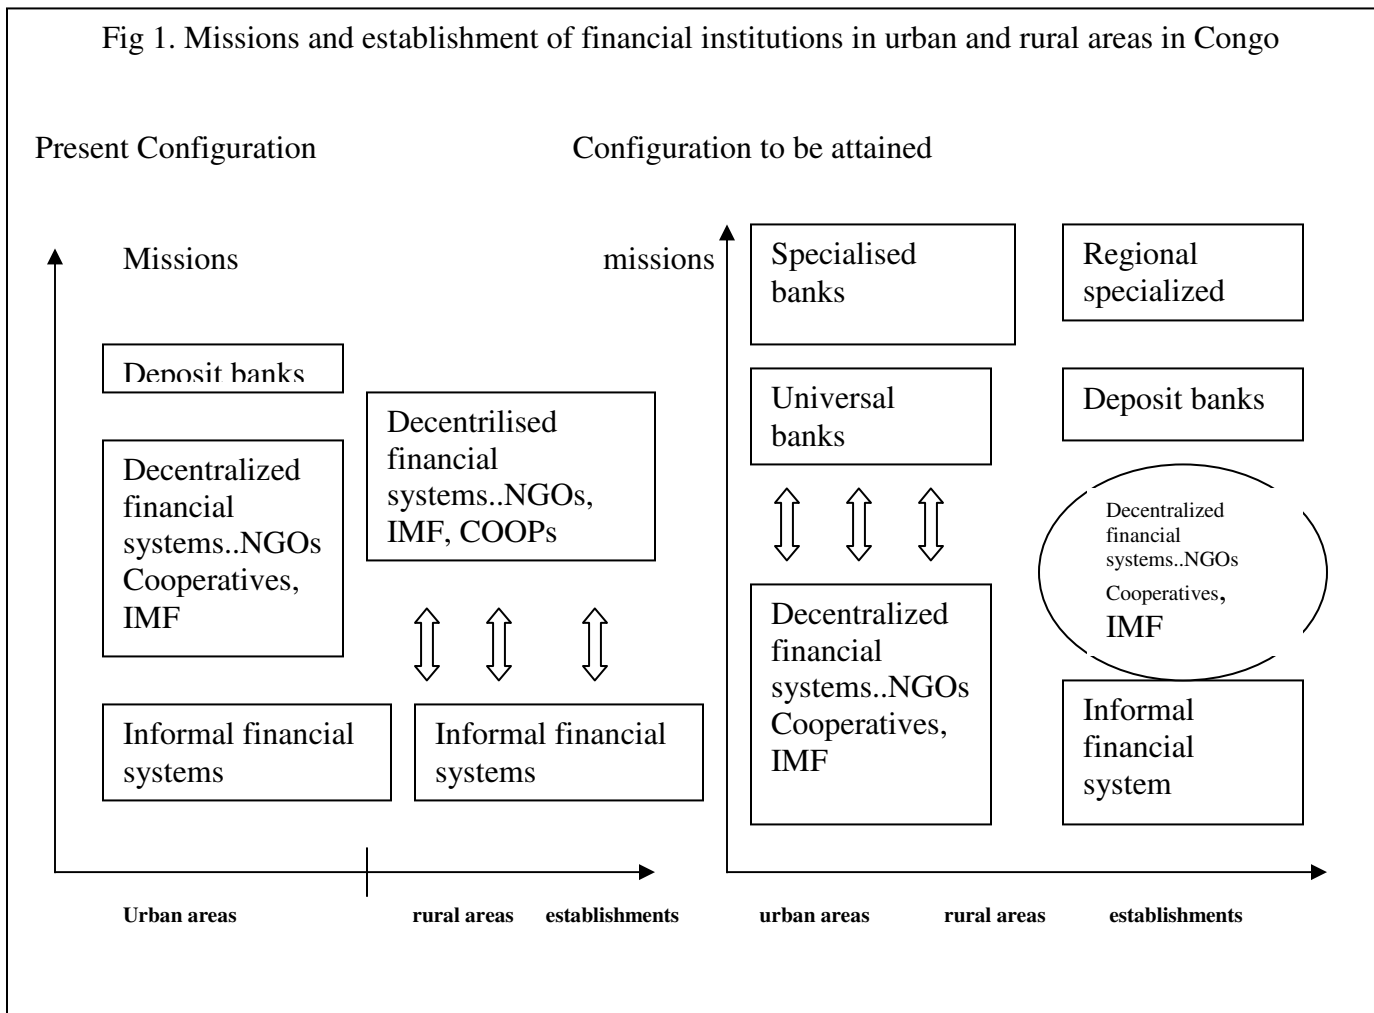 Fig 1. Missions and establishment of financial institutions in urban and rural areas in Congo
Present Configuration
Configuration to be attained
Missions
Deposit banks
Decentralized
financial
systems..NGOs
Cooperatives,
IMF
Decentrilised
financial
systems..NGOs,
IMF, COOPs
Informal financial
systems
Informal financial
systems
Urban areas
rural areas
establishments
missions
Specialised
banks
Regional
specialized
Universal
banks
Deposit banks
Decentralized
financial
systems..NGOs
Cooperatives,
IMF
Decentralized
financial
systems..NGOs
Cooperatives,
IMF
Informal
financial
system
urban areas
rural areas
establishments